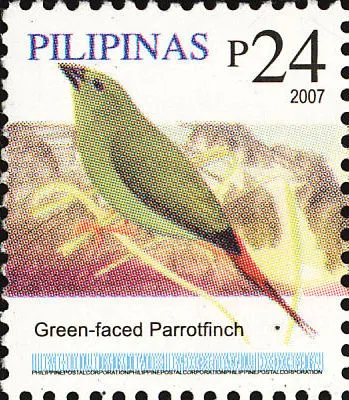 PILIPINAS P24
2007
Green-faced Parrotfinch
PHILIPPINEPOSTALCORPORATIONPHILIPPINEPOSTALCORPORATIONPHILIPPINEPOSTALCORPORATION